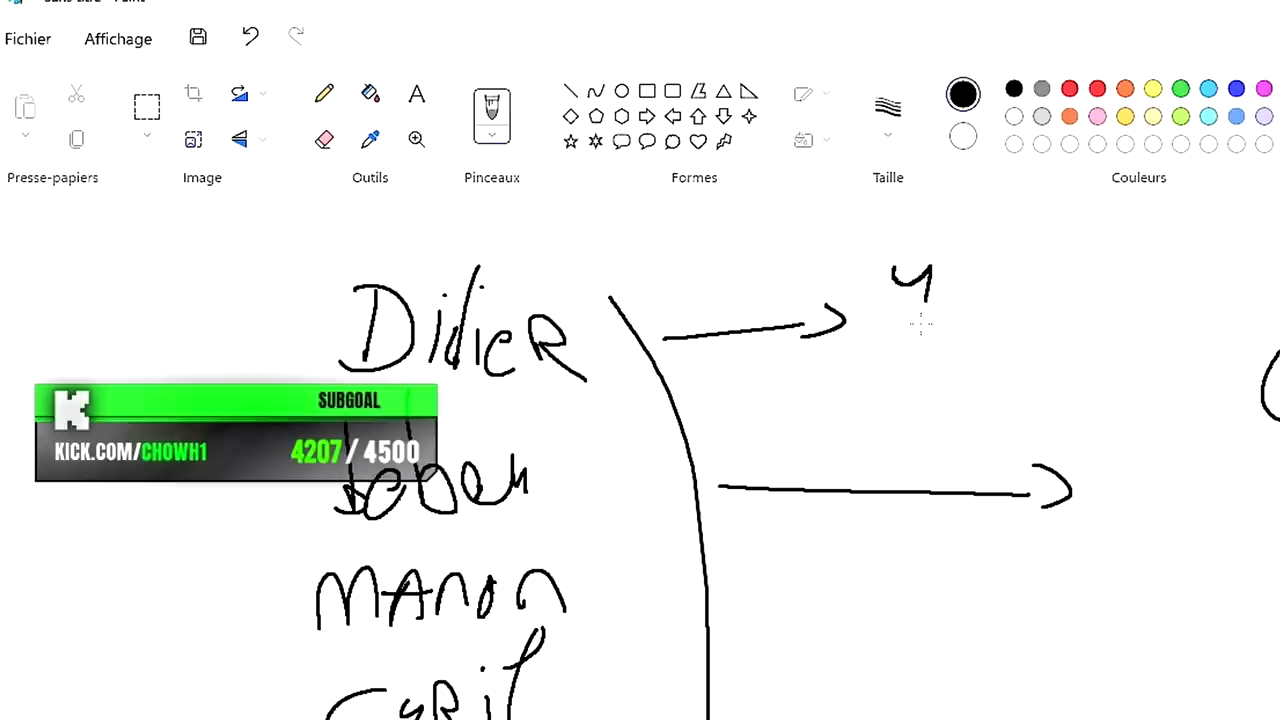 Fichier Affichage
Presse-papiers Image Outils Pinceaux Formes Taille Couleurs
Didier
4
SUBGOAL
KICK.COM/CHOWH1 4207/ 4500
MANON
CYRil